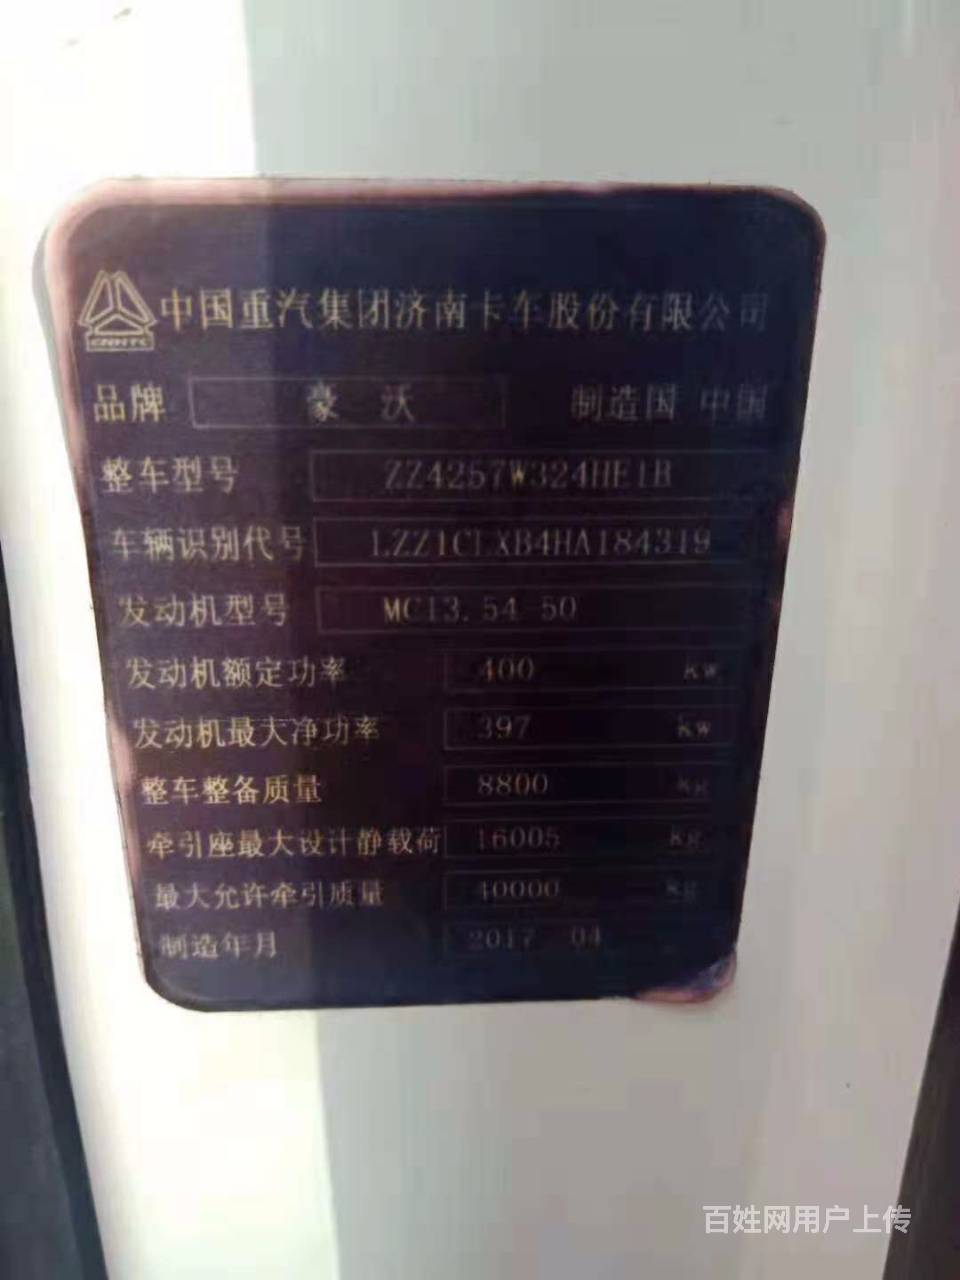 CNHTC
中国重汽集团济南卡车股份有限公司
品牌 豪沃 制造国 中国
整车型号 ZZ4257W324HE1B
车辆识别代号 LZZ1CLXB4HA184319
发动机型号 MC13.54-50
发动机额定功率 400 kw
发动机最大净功率 397 kw
整车整备质量 8800 kg
牵引座最大设计静载荷 16005 kg
最大允许牵引质量 40000 kg
制造年月 2017 04
百姓网用户上传